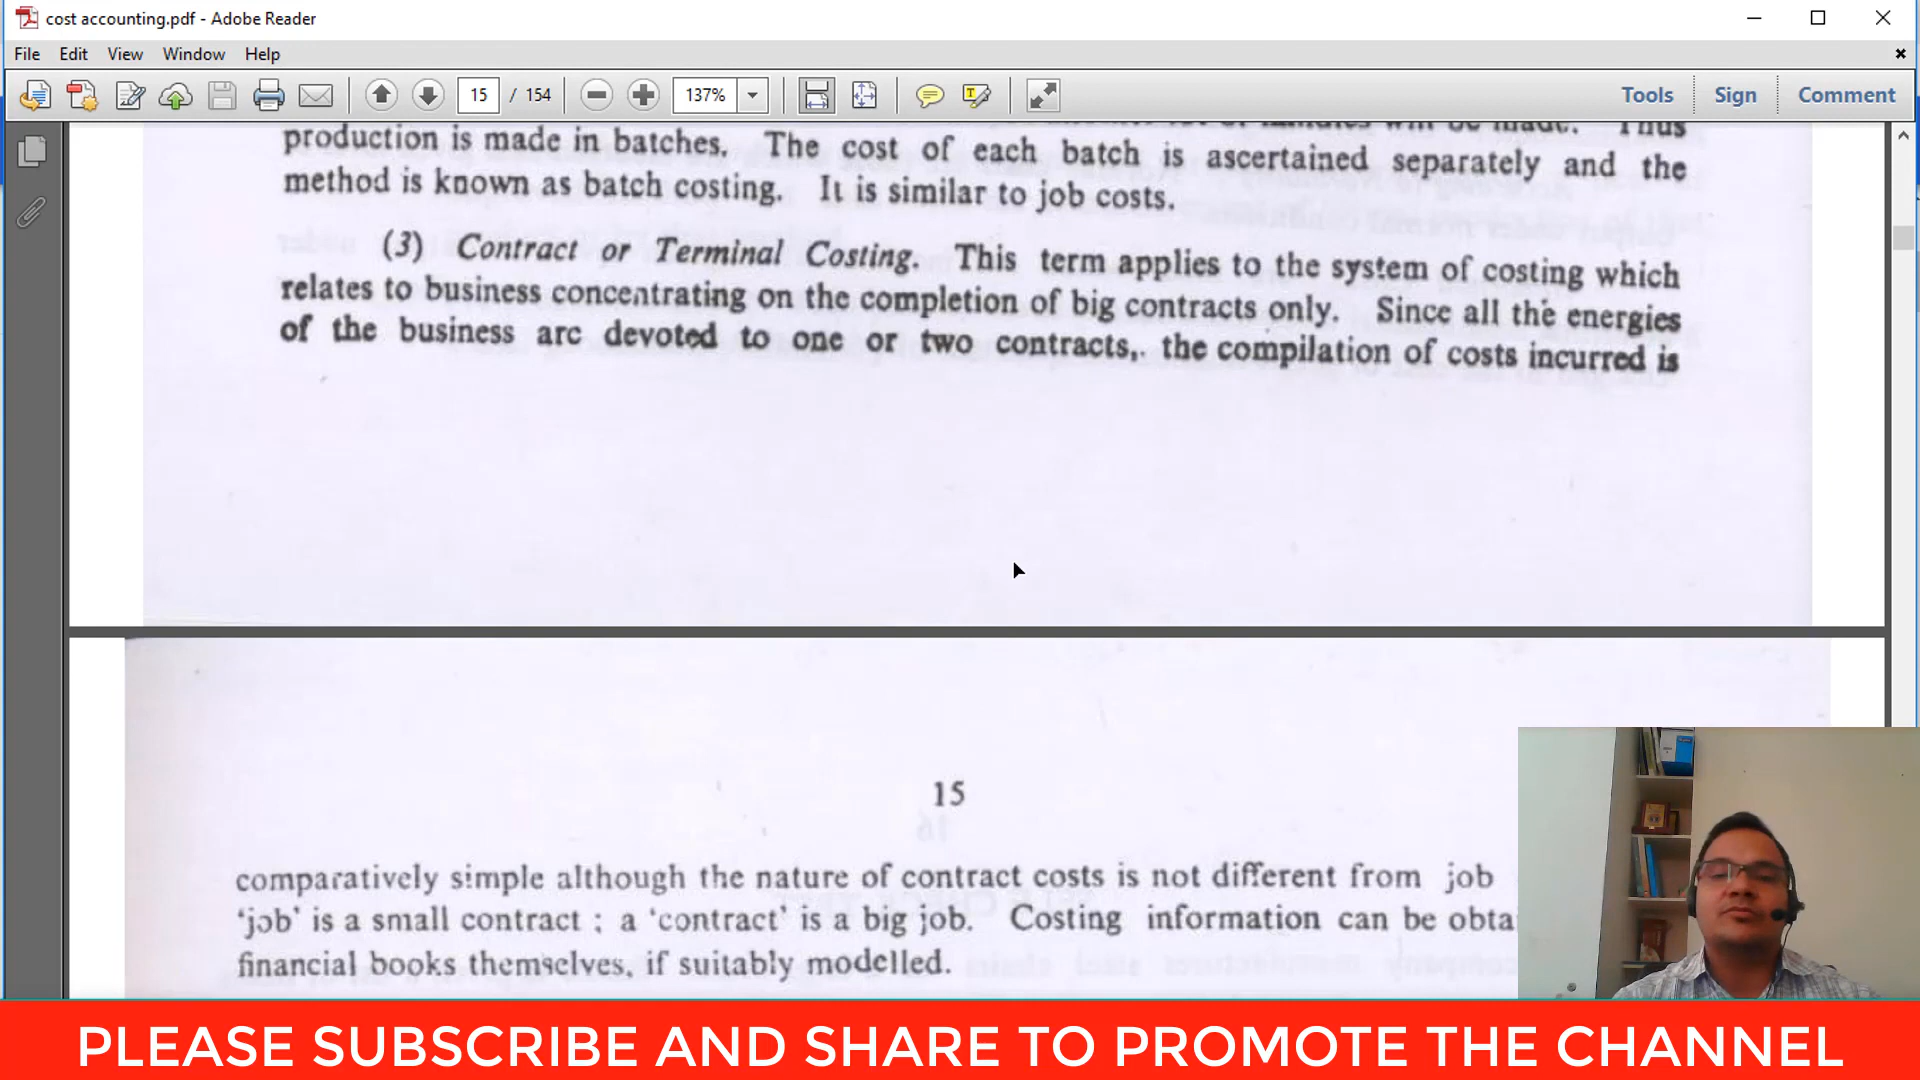 cost accounting.pdf - Adobe Reader
File Edit View Window Help
15 / 154 137% Tools Sign Comment
will be made. Thus
production is made in batches. The cost of each batch is ascertained separately and the
method is known as batch costing. It is similar to job costs.
(3) Contract or Terminal Costing. This term applies to the system of costing which
relates to business concentrating on the completion of big contracts only. Since all the energies
of the business arc devoted to one or two contracts, the compilation of costs incurred is
15
comparatively simple although the nature of contract costs is not different from job
‘job’ is a small contract ; a ‘contract’ is a big job. Costing information can be obtai
financial books themselves, if suitably modelled.
PLEASE SUBSCRIBE AND SHARE TO PROMOTE THE CHANNEL